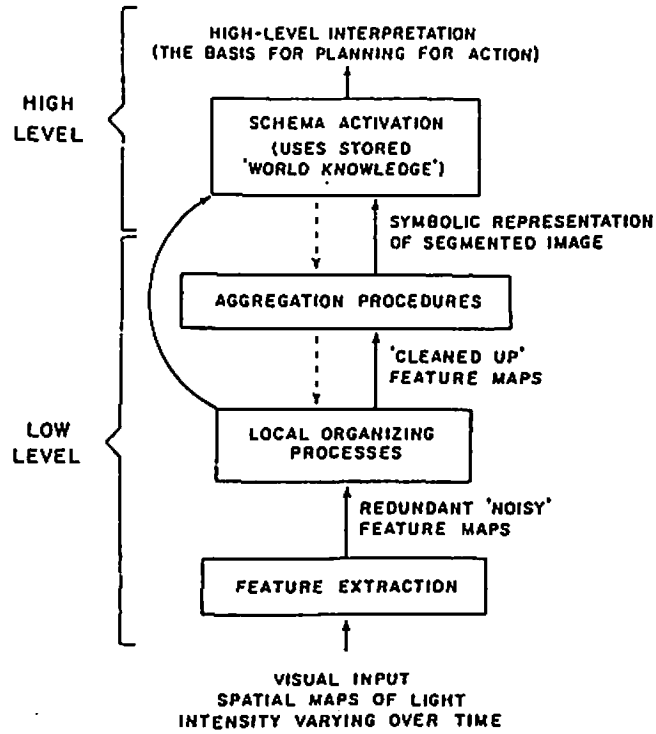 HIGH-LEVEL INTERPRETATION
(THE BASIS FOR PLANNING FOR ACTION)
HIGH
LEVEL
SCHEMA ACTIVATION
(USES STORED
'WORLD KNOWLEDGE')
SYMBOLIC REPRESENTATION
OF SEGMENTED IMAGE
AGGREGATION PROCEDURES
'CLEANED UP'
FEATURE MAPS
LOW
LEVEL
LOCAL ORGANIZING
PROCESSES
REDUNDANT 'NOISY'
FEATURE MAPS
FEATURE EXTRACTION
VISUAL INPUT
SPATIAL MAPS OF LIGHT
INTENSITY VARYING OVER TIME